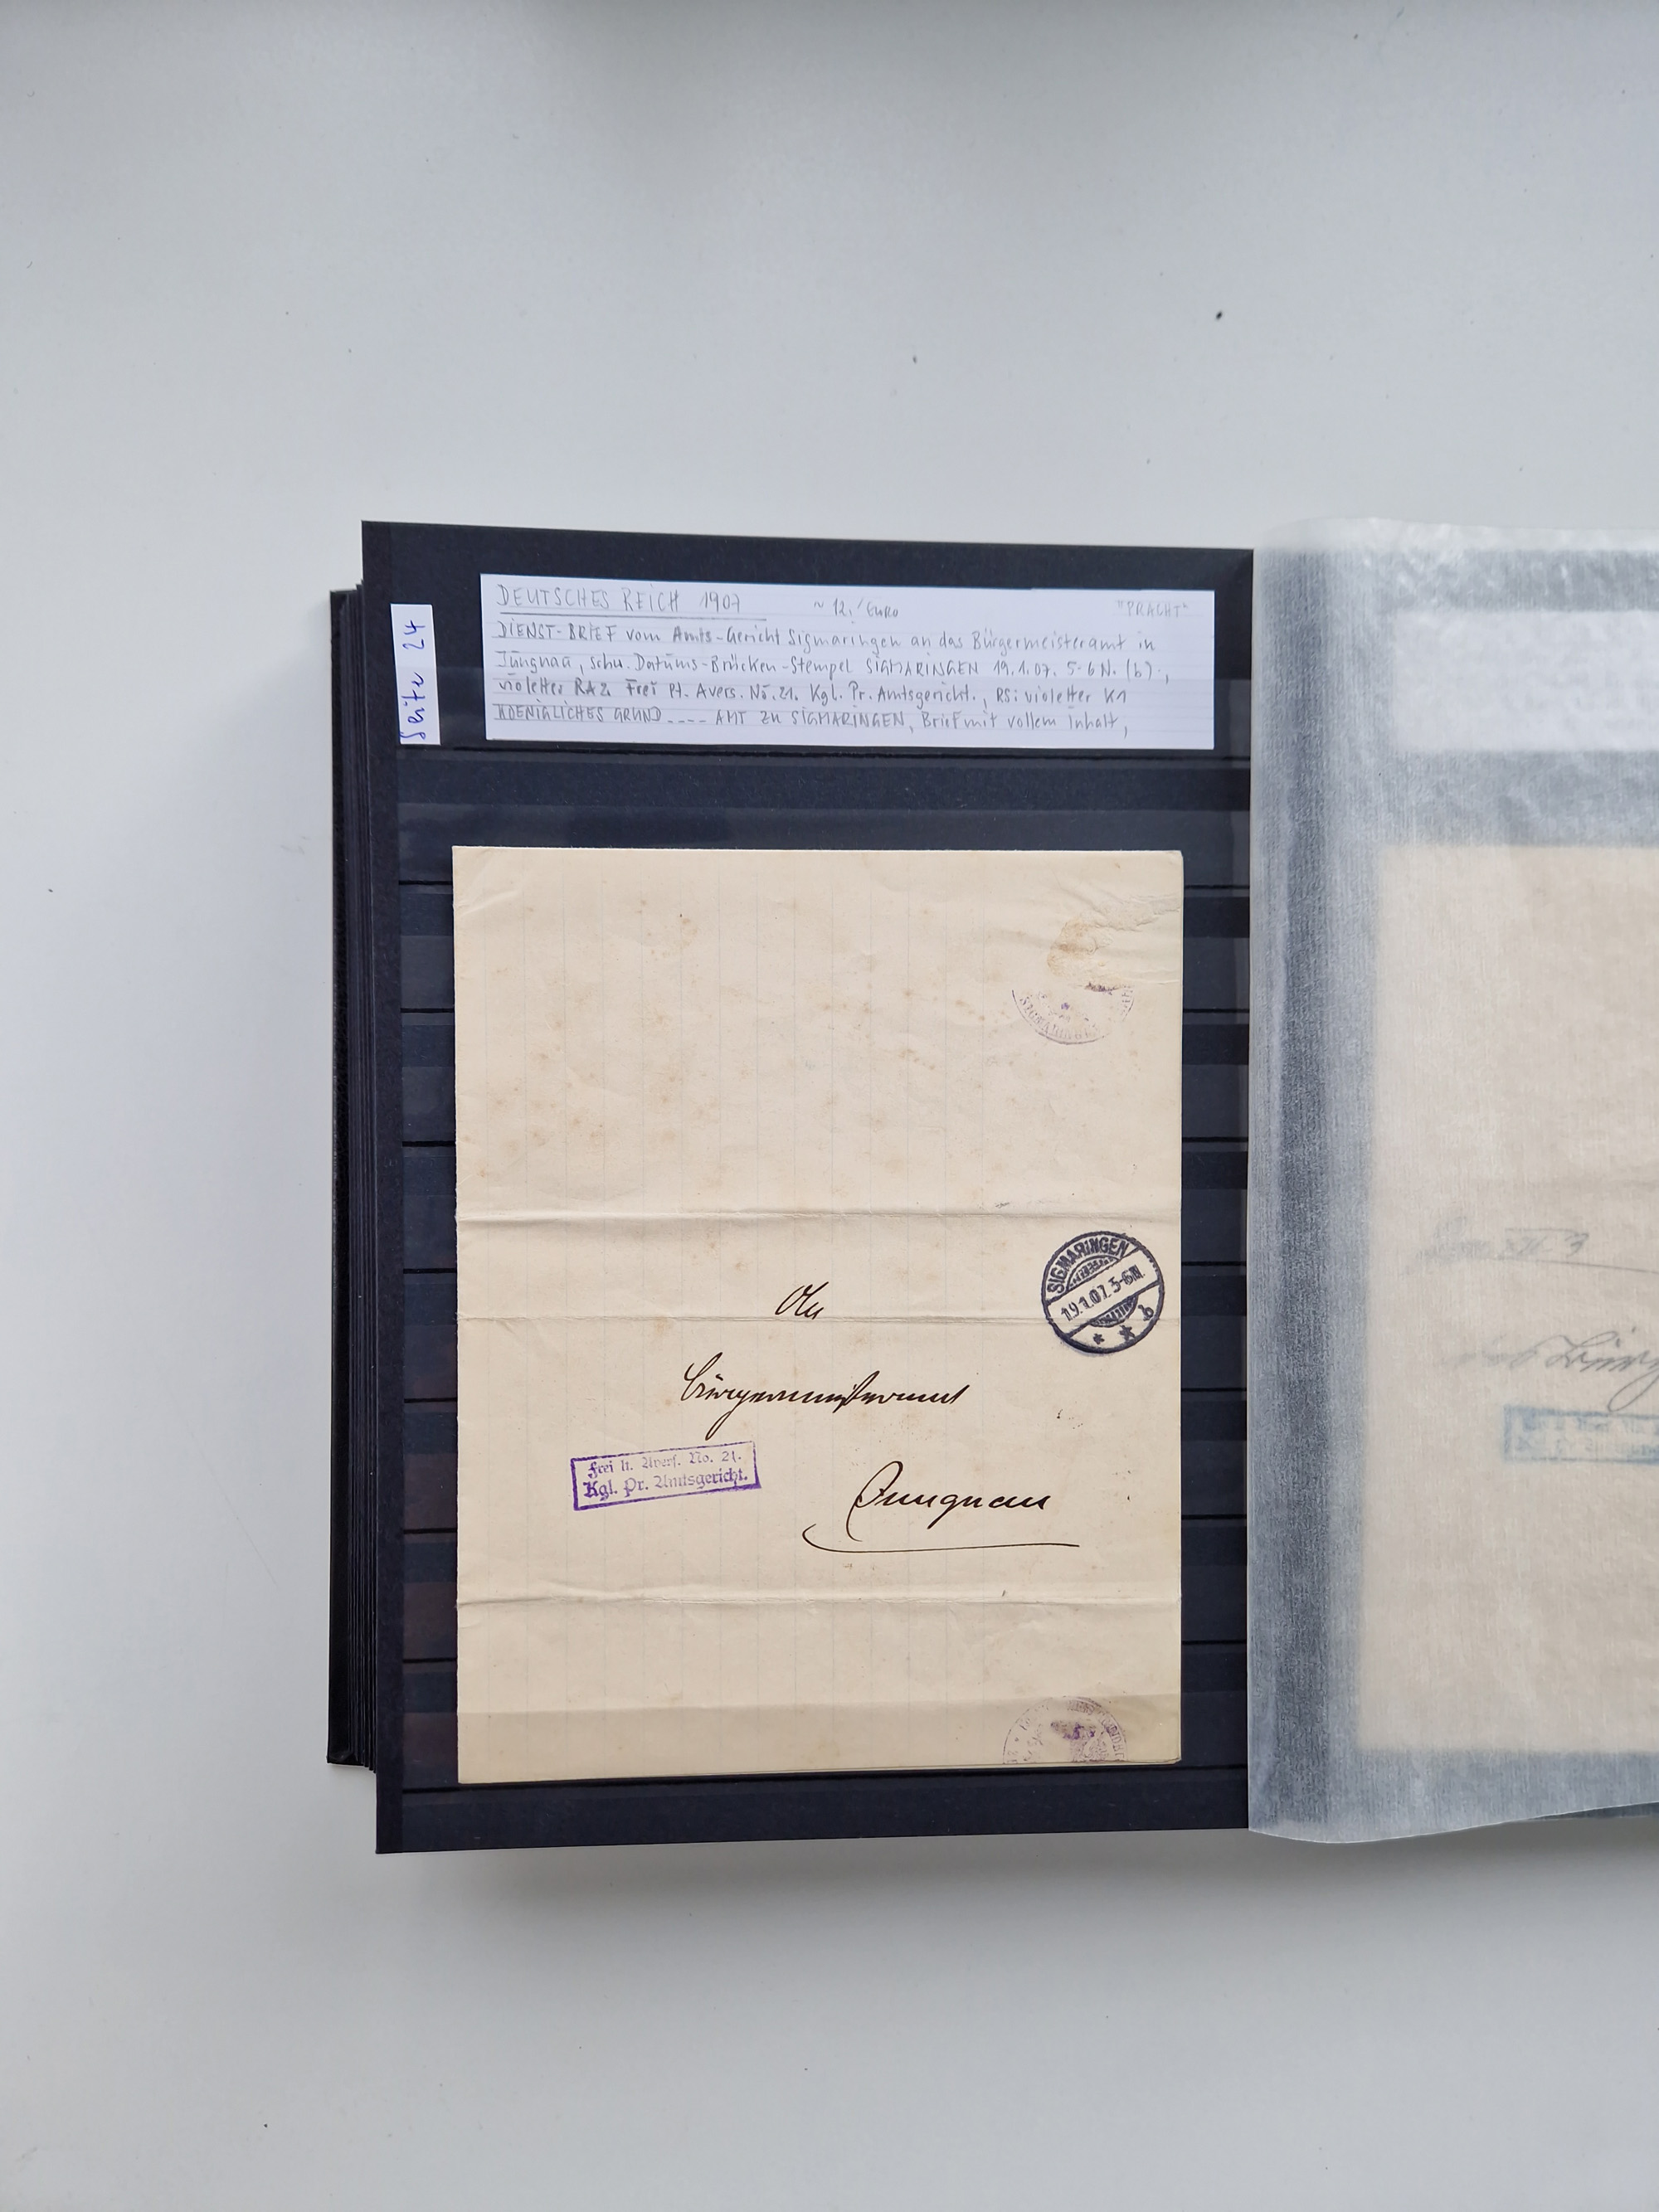 Seite 24
DEUTSCHES REICH 1907 ~ 12,- EURO "PRACHT"
DIENST-BRIEF vom Amts-Gericht Sigmaringen an das Bürgermeisteramt in
Jungnau, schw. Datums-Brücken-Stempel SIGMARINGEN 19.1.07. 5-6N. (b).,
violetter RA2 Frei lt. Avers. No. 21. Kgl. Pr. Amtsgericht., RS: violetter K1
KOENIGLICHES GRUND---- AMT ZU SIGMARINGEN, Brief mit vollem Inhalt,
SIGMARINGEN
SIGMARINGEN
19.1.07.5-6N.
* * b
An
Bürgermeisteramt
Frei lt. Avers. No. 21.
Kgl. Pr. Amtsgericht.
Jungnau